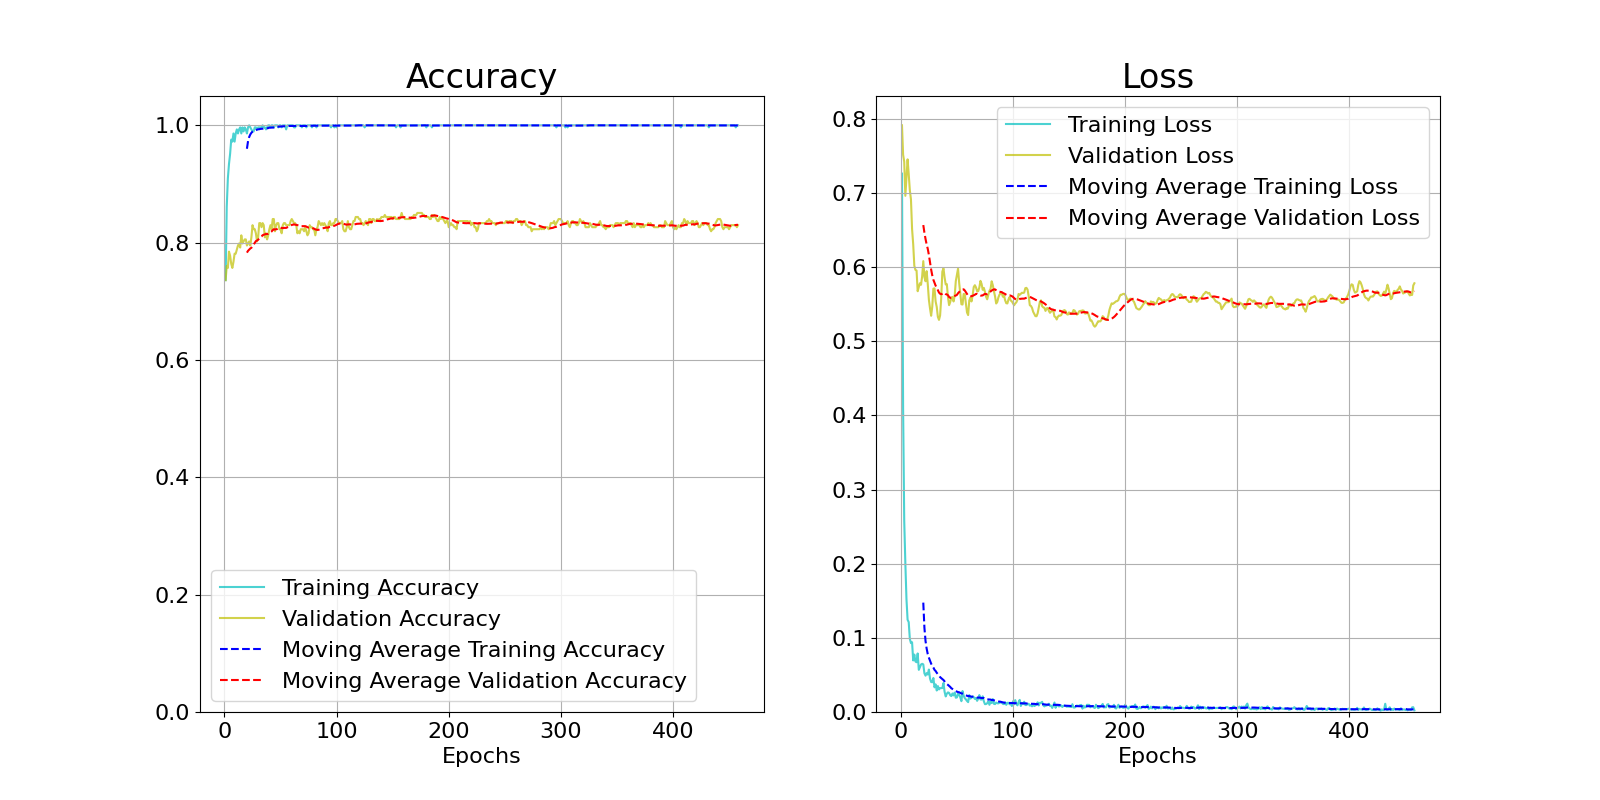 Accuracy
1.0
0.8
0.6
0.4
0.2
0.0
Training Accuracy
Validation Accuracy
Moving Average Training Accuracy
Moving Average Validation Accuracy
0 100 200 300 400
Epochs
Loss
0.8
0.7
0.6
0.5
0.4
0.3
0.2
0.1
0.0
Training Loss
Validation Loss
Moving Average Training Loss
Moving Average Validation Loss
0 100 200 300 400
Epochs